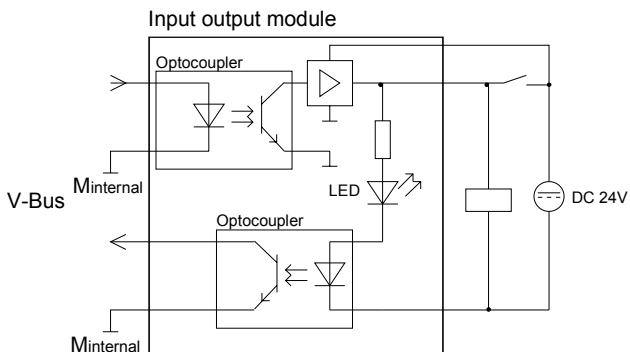 Input output module
Optocoupler
Minternal
V-Bus
LED
DC 24V
Optocoupler
Minternal